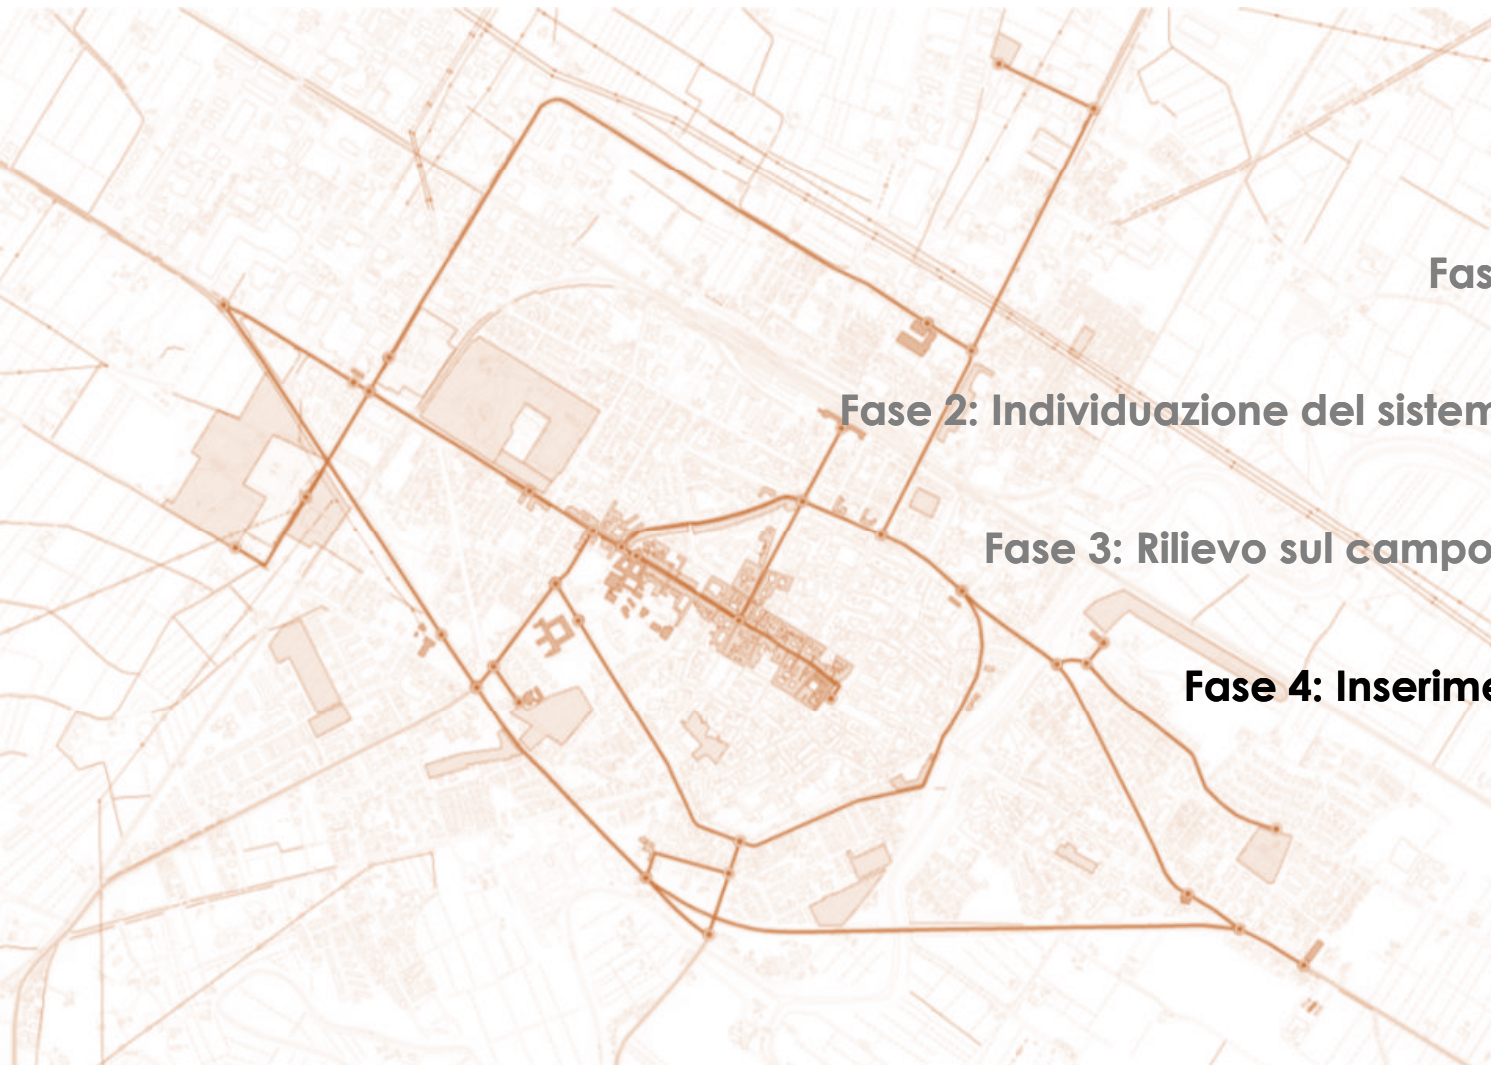 Fas
Fase 2: Individuazione del sistem
Fase 3: Rilievo sul campo
Fase 4: Inserime